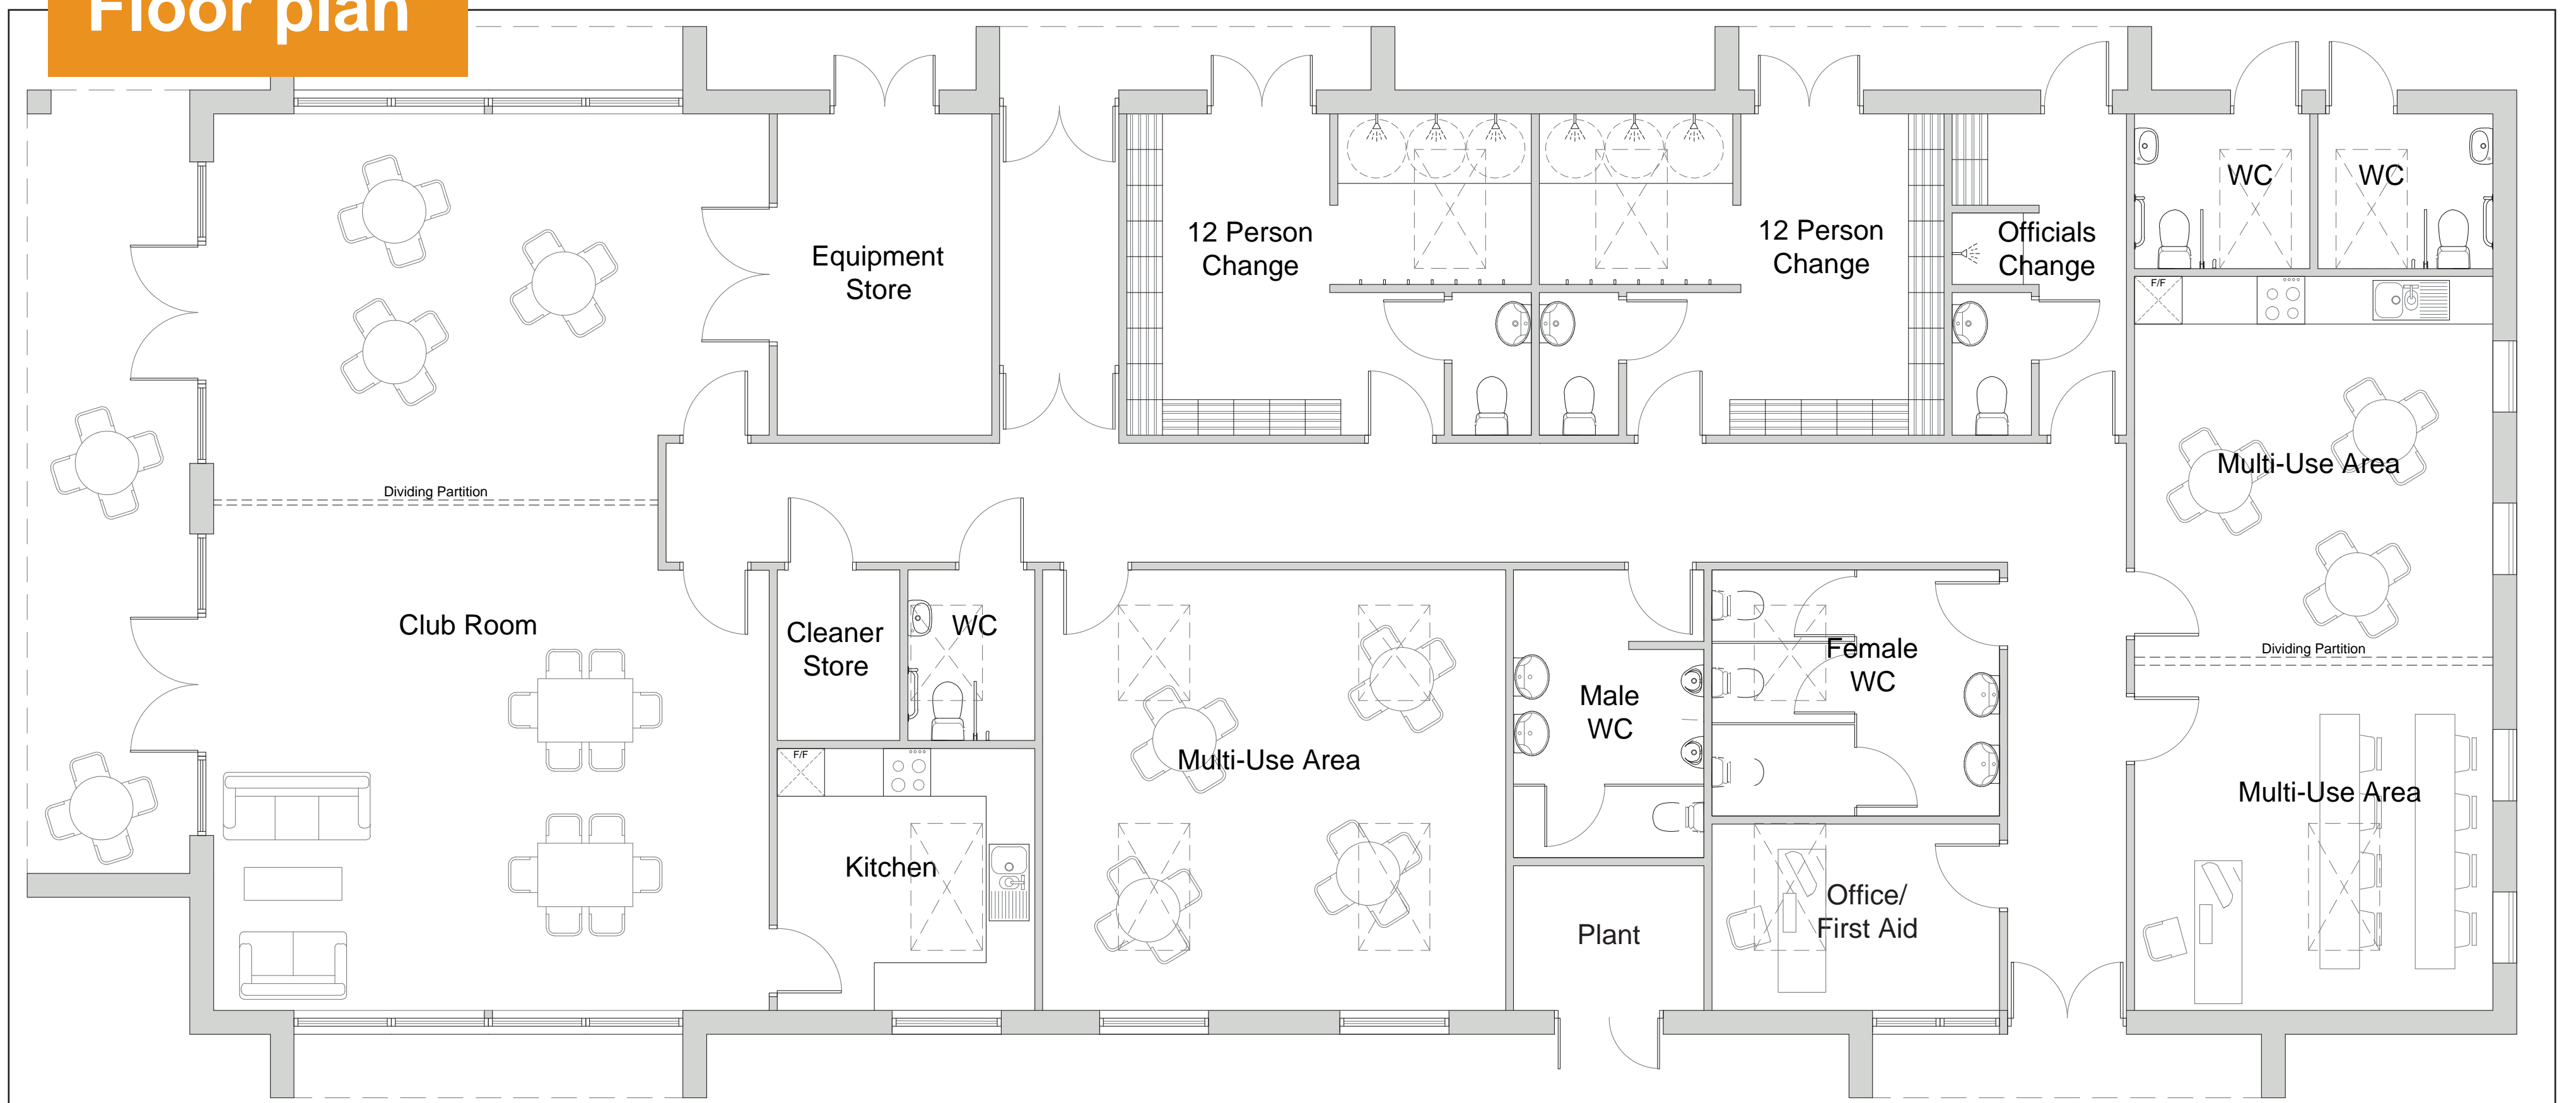 Floor plan
WC
WC
12 Person
Change
12 Person
Change
Officials
Change
Equipment
Store
F/F
Multi-Use Area
Dividing Partition
Club Room
Cleaner
Store
WC
Female
WC
Dividing Partition
Male
WC
Multi-Use Area
F/F
Multi-Use Area
Kitchen
Office/
First Aid
Plant